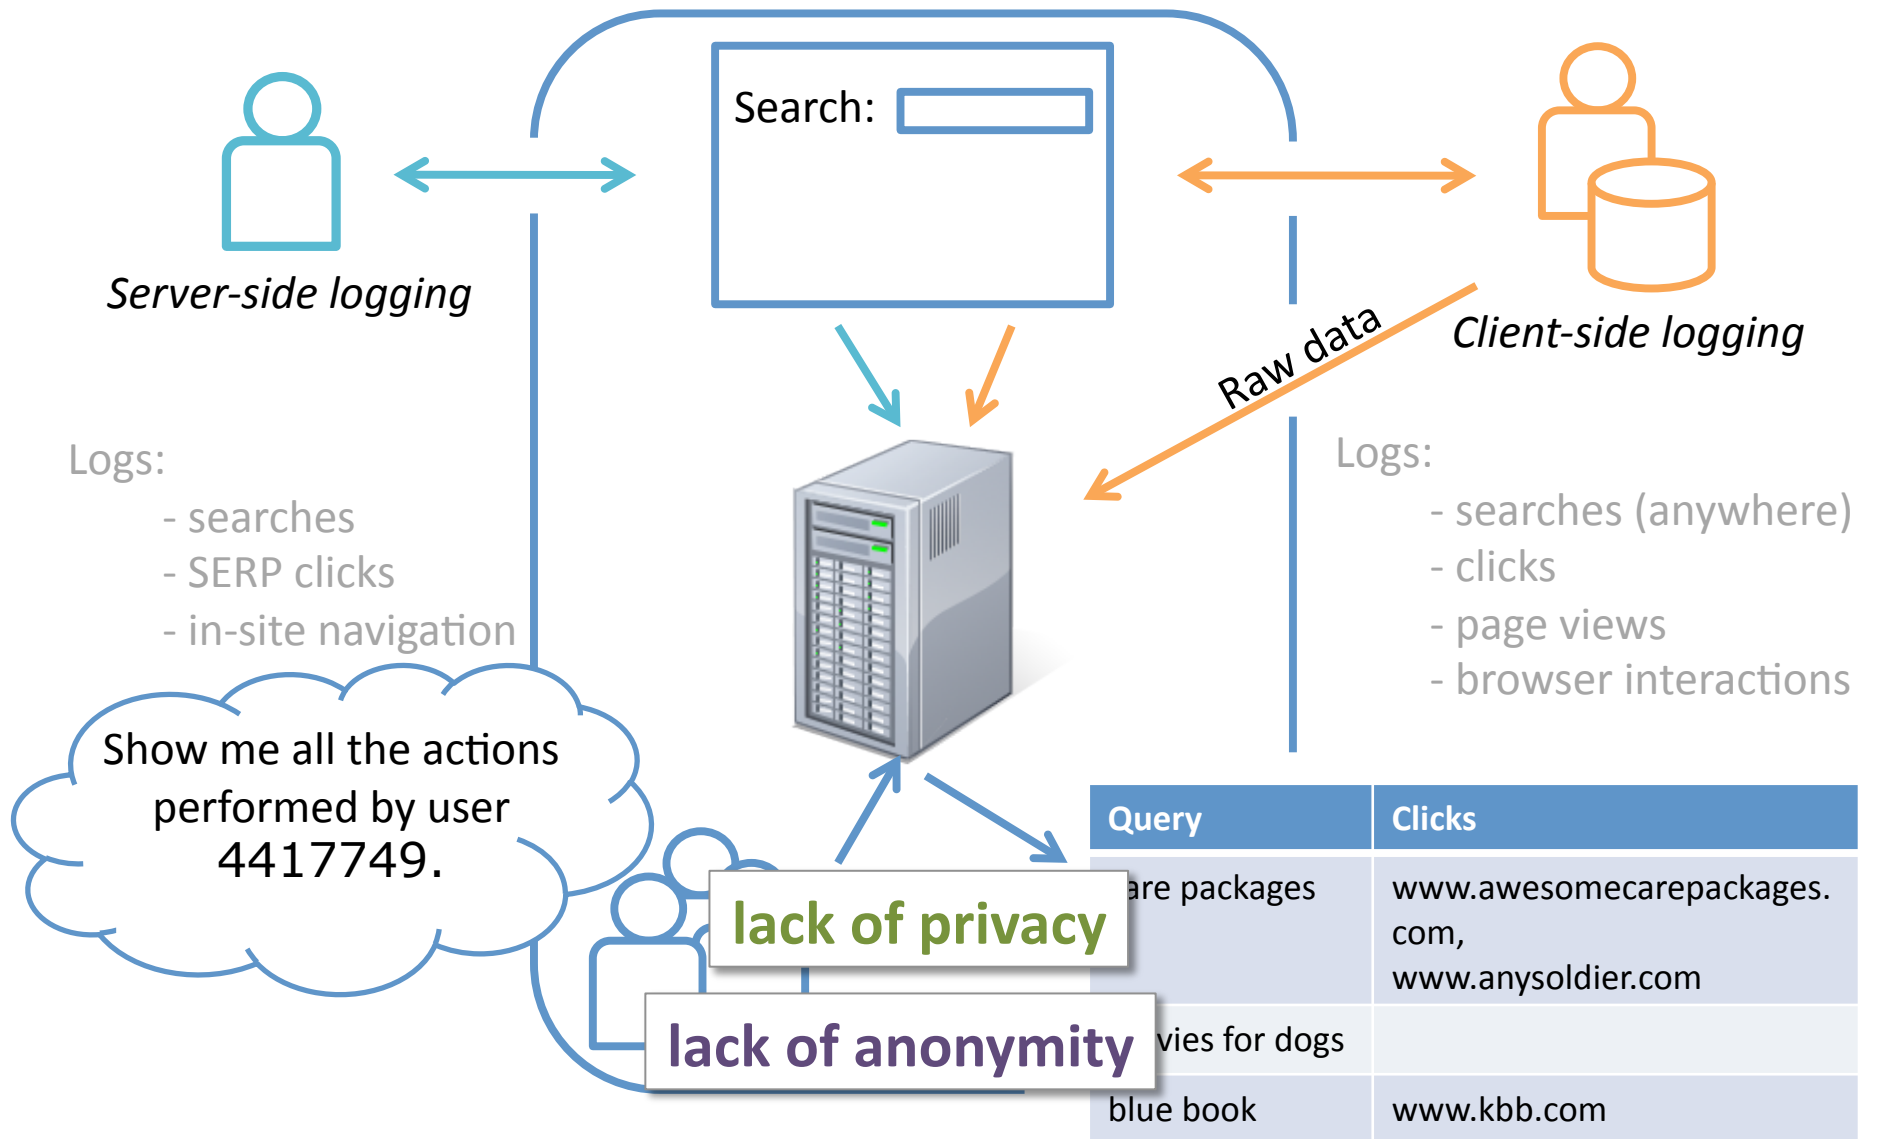 Search:
Server-side logging
Client-side logging
Raw data
Logs:
- searches
- SERP clicks
- in-site navigation
Logs:
- searches (anywhere)
- clicks
- page views
- browser interactions
Show me all the actions
performed by user
4417749.
lack of privacy
lack of anonymity
Query Clicks
are packages www.awesomecarepackages.
com,
www.anysoldier.com
vies for dogs
blue book www.kbb.com